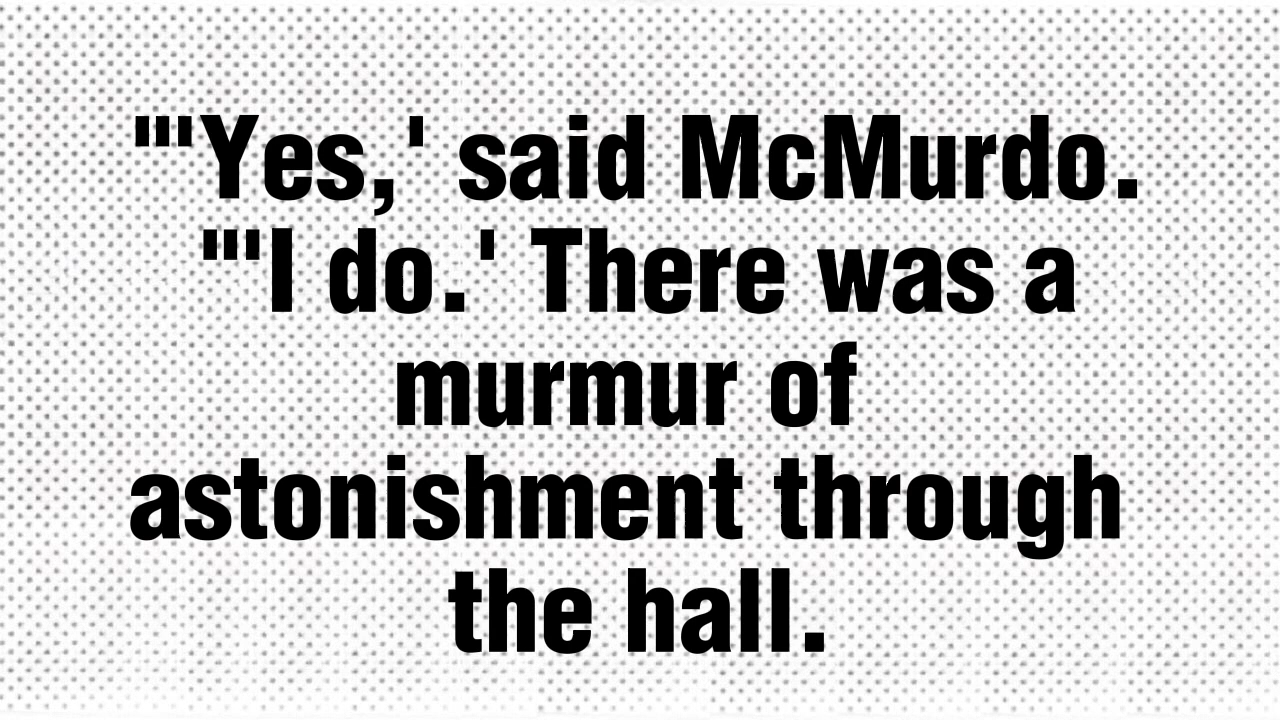 "'Yes,' said McMurdo.
"'I do.' There was a
murmur of
astonishment through
the hall.